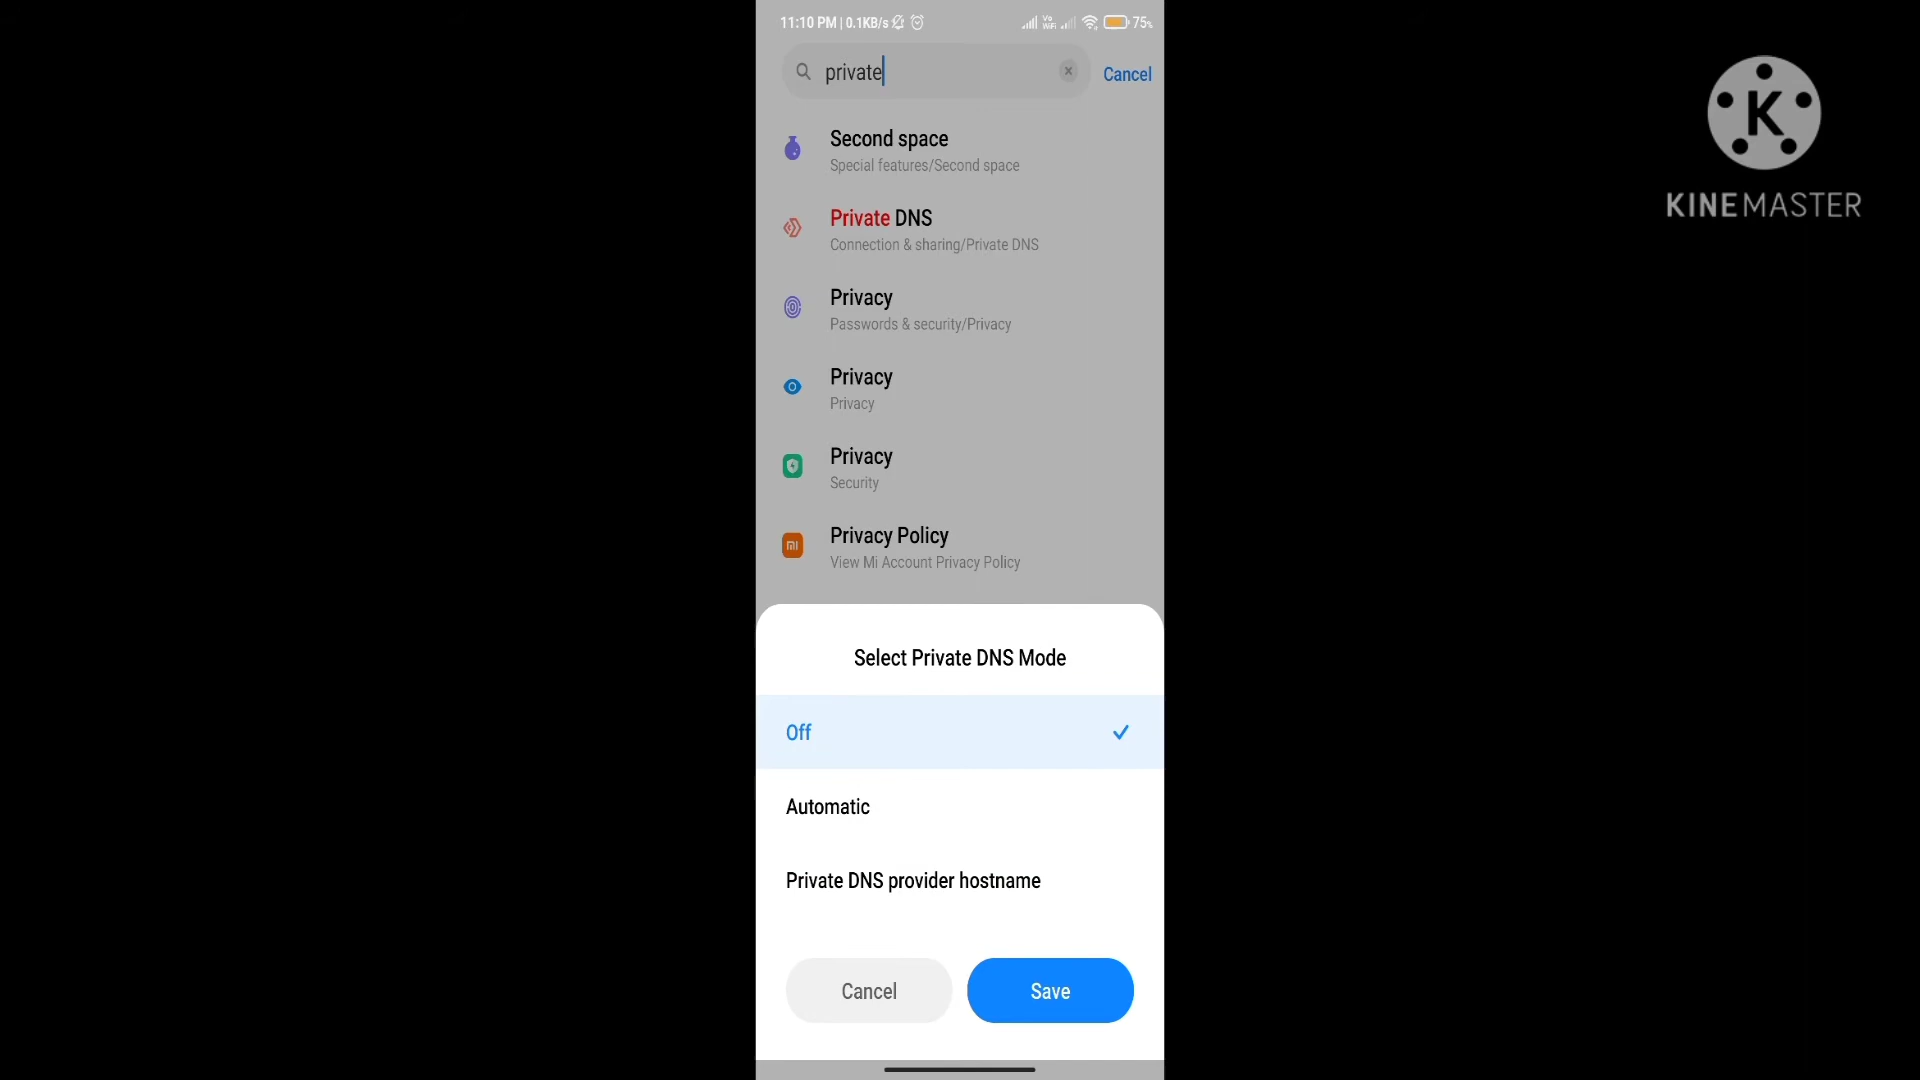 11:10 PM | 0.1KB/s
Vo
WiFi
75%
private
Cancel
Second space
Special features/Second space
Private DNS
Connection & sharing/Private DNS
Privacy
Passwords & security/Privacy
Privacy
Privacy
Privacy
Security
Privacy Policy
View Mi Account Privacy Policy
Select Private DNS Mode
Off
Automatic
Private DNS provider hostname
Cancel
Save
K
KINEMASTER